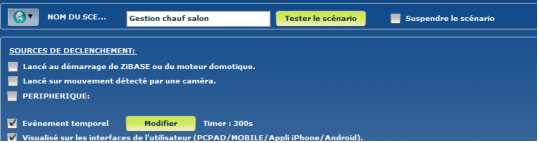 NOM DU SCE... Gestion chauf salon Tester le scénario Suspendre le scénario
SOURCES DE DECLENCHEMENT:
Lancé au démarrage de ZiBASE ou du moteur domotique.
Lancé sur mouvement détecté par une caméra.
PERIPHERIQUE:
Evénement temporel Modifier Timer : 300s
Visualisé sur les interfaces de l'utilisateur (PCPAD/MOBILE/Appli iPhone/Android).